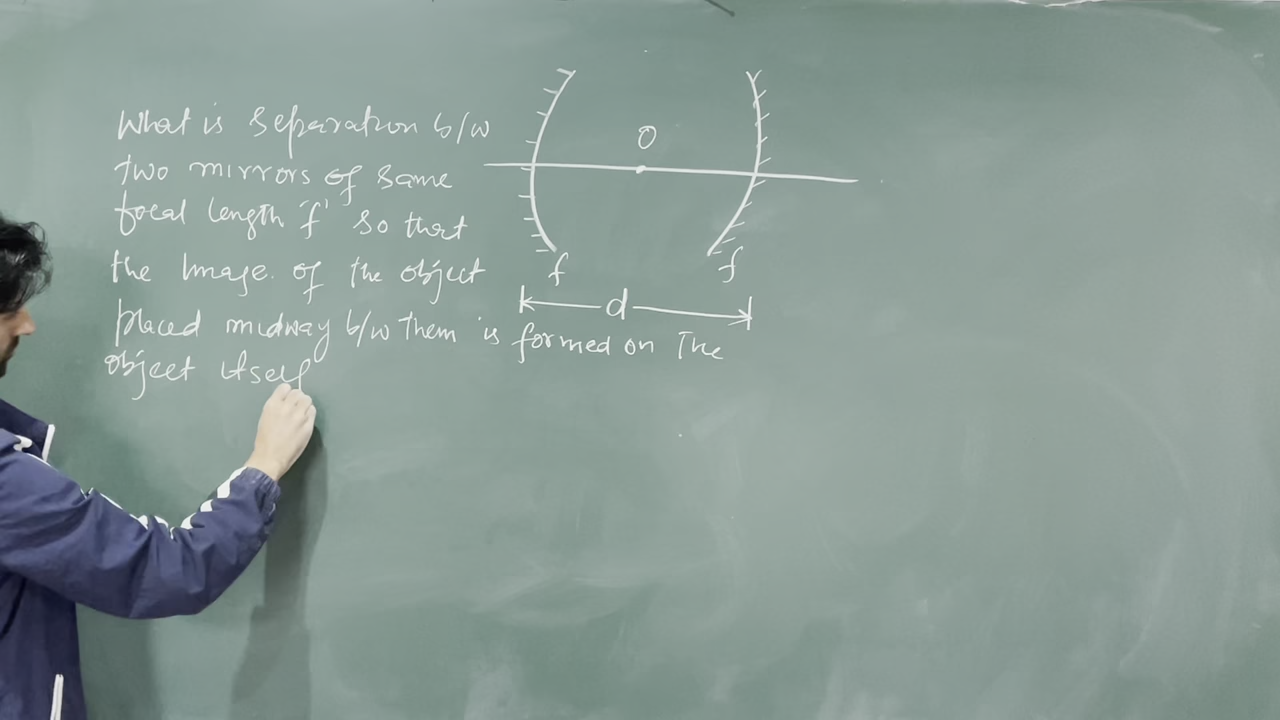 What is separation b/w
two mirrors of same
focal length 'f' so that
the Image. of the object
placed midway b/w them is formed on The
object itself
O
f
f
d